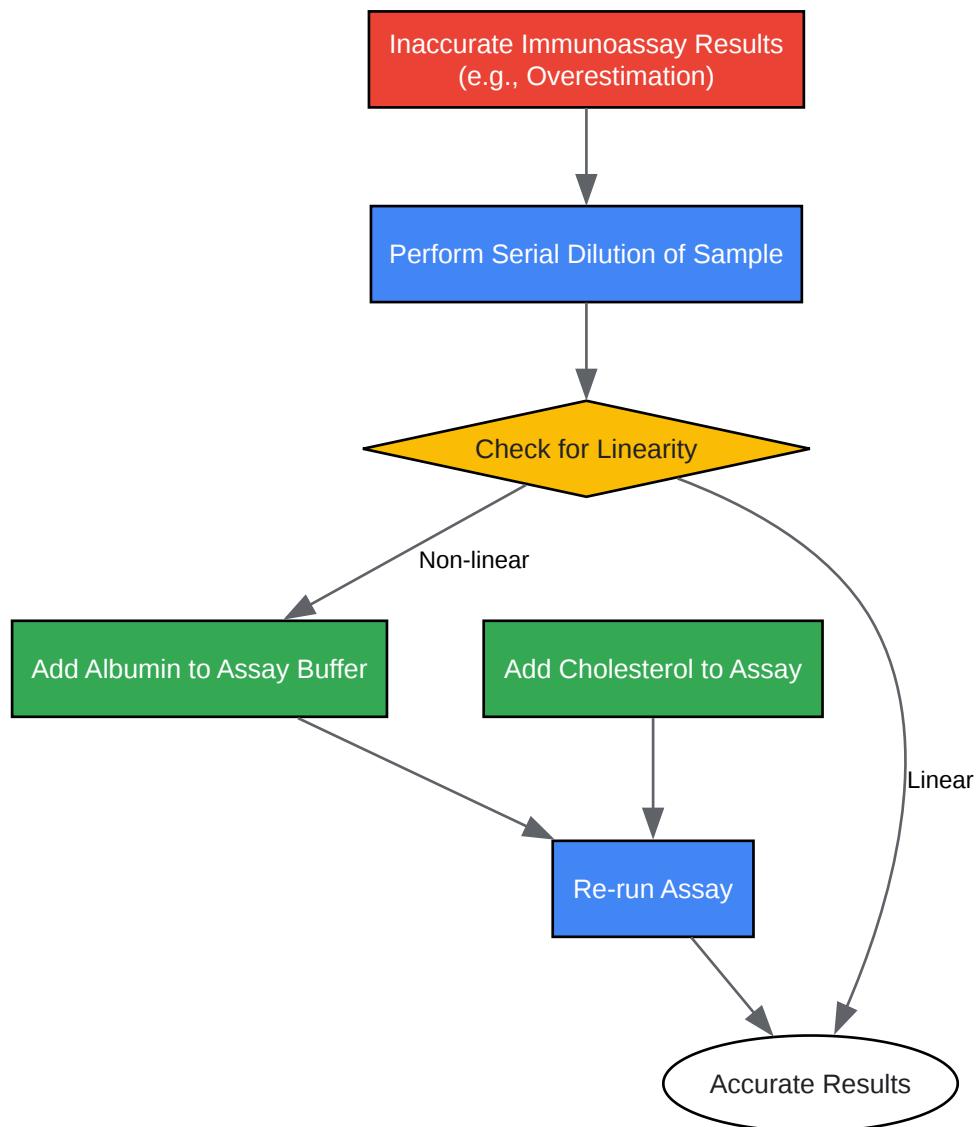 Inaccurate Immunoassay Results
(e.g., Overestimation)
Perform Serial Dilution of Sample
Check for Linearity
Non-linear
Add Albumin to Assay Buffer
Add Cholesterol to Assay
Linear
Re-run Assay
Accurate Results